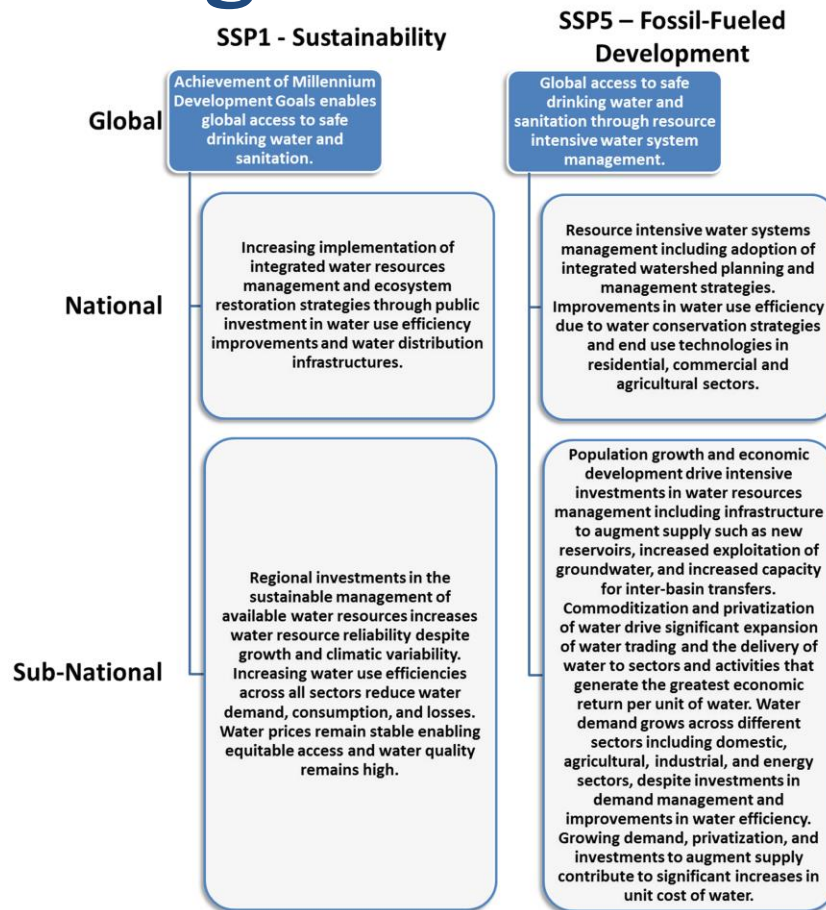 SSP1 - Sustainability
SSP5 – Fossil-Fueled
Development
Global
Achievement of Millennium
Development Goals enables
global access to safe
drinking water and
sanitation.
Global access to safe
drinking water and
sanitation through resource
intensive water system
management.
National
Increasing implementation of
integrated water resources
management and ecosystem
restoration strategies through public
investment in water use efficiency
improvements and water distribution
infrastructures.
Resource intensive water systems
management including adoption of
integrated watershed planning and
management strategies.
Improvements in water use efficiency
due to water conservation strategies
and end use technologies in
residential, commercial and
agricultural sectors.
Sub-National
Regional investments in the
sustainable management of
available water resources increases
water resource reliability despite
growth and climatic variability.
Increasing water use efficiencies
across all sectors reduce water
demand, consumption, and losses.
Water prices remain stable enabling
equitable access and water quality
remains high.
Population growth and economic
development drive intensive
investments in water resources
management including infrastructure
to augment supply such as new
reservoirs, increased exploitation of
groundwater, and increased capacity
for inter-basin transfers.
Commoditization and privatization
of water drive significant expansion
of water trading and the delivery of
water to sectors and activities that
generate the greatest economic
return per unit of water. Water
demand grows across different
sectors including domestic,
agricultural, industrial, and energy
sectors, despite investments in
demand management and
improvements in water efficiency.
Growing demand, privatization, and
investments to augment supply
contribute to significant increases in
unit cost of water.